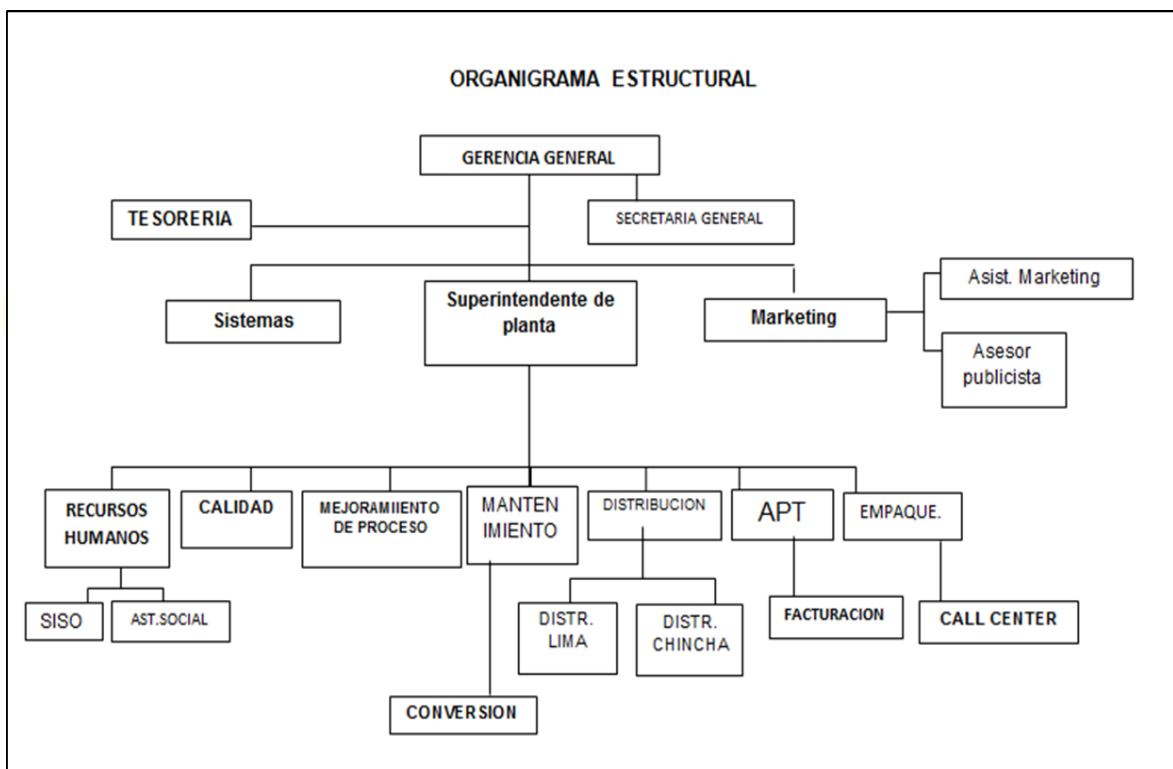 ORGANIGRAMA ESTRUCTURAL
GERENCIA GENERAL
TESORERIA
SECRETARIA GENERAL
Sistemas
Superintendente de
planta
Marketing
Asist. Marketing
Asesor
publicista
RECURSOS
HUMANOS
CALIDAD
MEJORAMIIENTO
DE PROCESO
MANTEN
IMIENTO
DISTRIBUCION
APT
EMPAQUE.
SISO
AST.SOCIAL
DISTR.
LIMA
DISTR.
CHINCHA
FACTURACION
CALL CENTER
CONVERSION